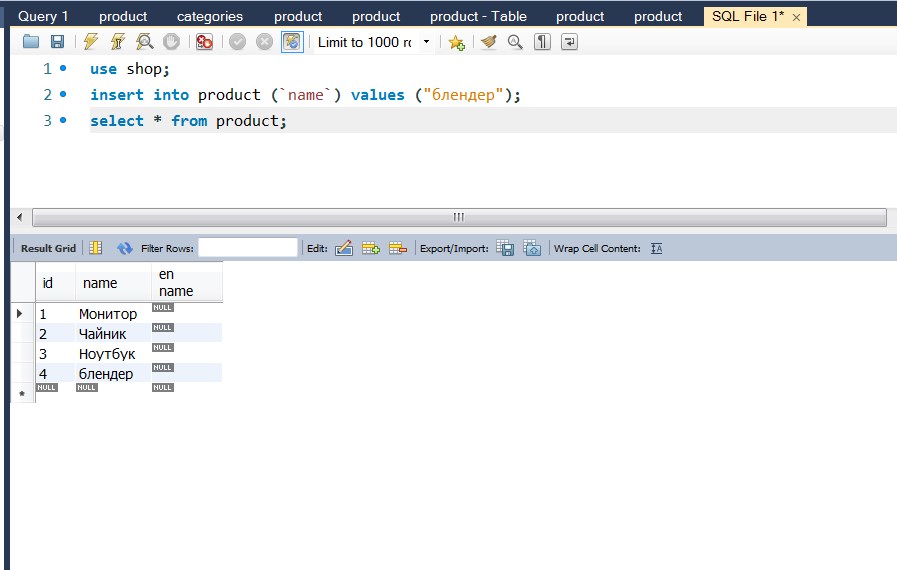 Query 1 product categories product product product - Table product product SQL File 1*
Limit to 1000 rc
1 use shop;
2 insert into product (`name`) values ("блендер");
3 select * from product;
Result Grid Filter Rows: Edit: Export/Import: Wrap Cell Content:
id name en name
1 Монитор NULL
2 Чайник NULL
3 Ноутбук NULL
4 блендер NULL
* NULL NULL NULL